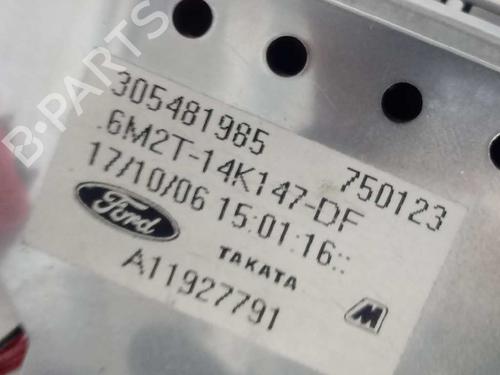 B-PARTS
305481985 750123
.6M2T-14K147-DF
17/10/06 15:01:16::
Ford TAKATA
A11927791 M